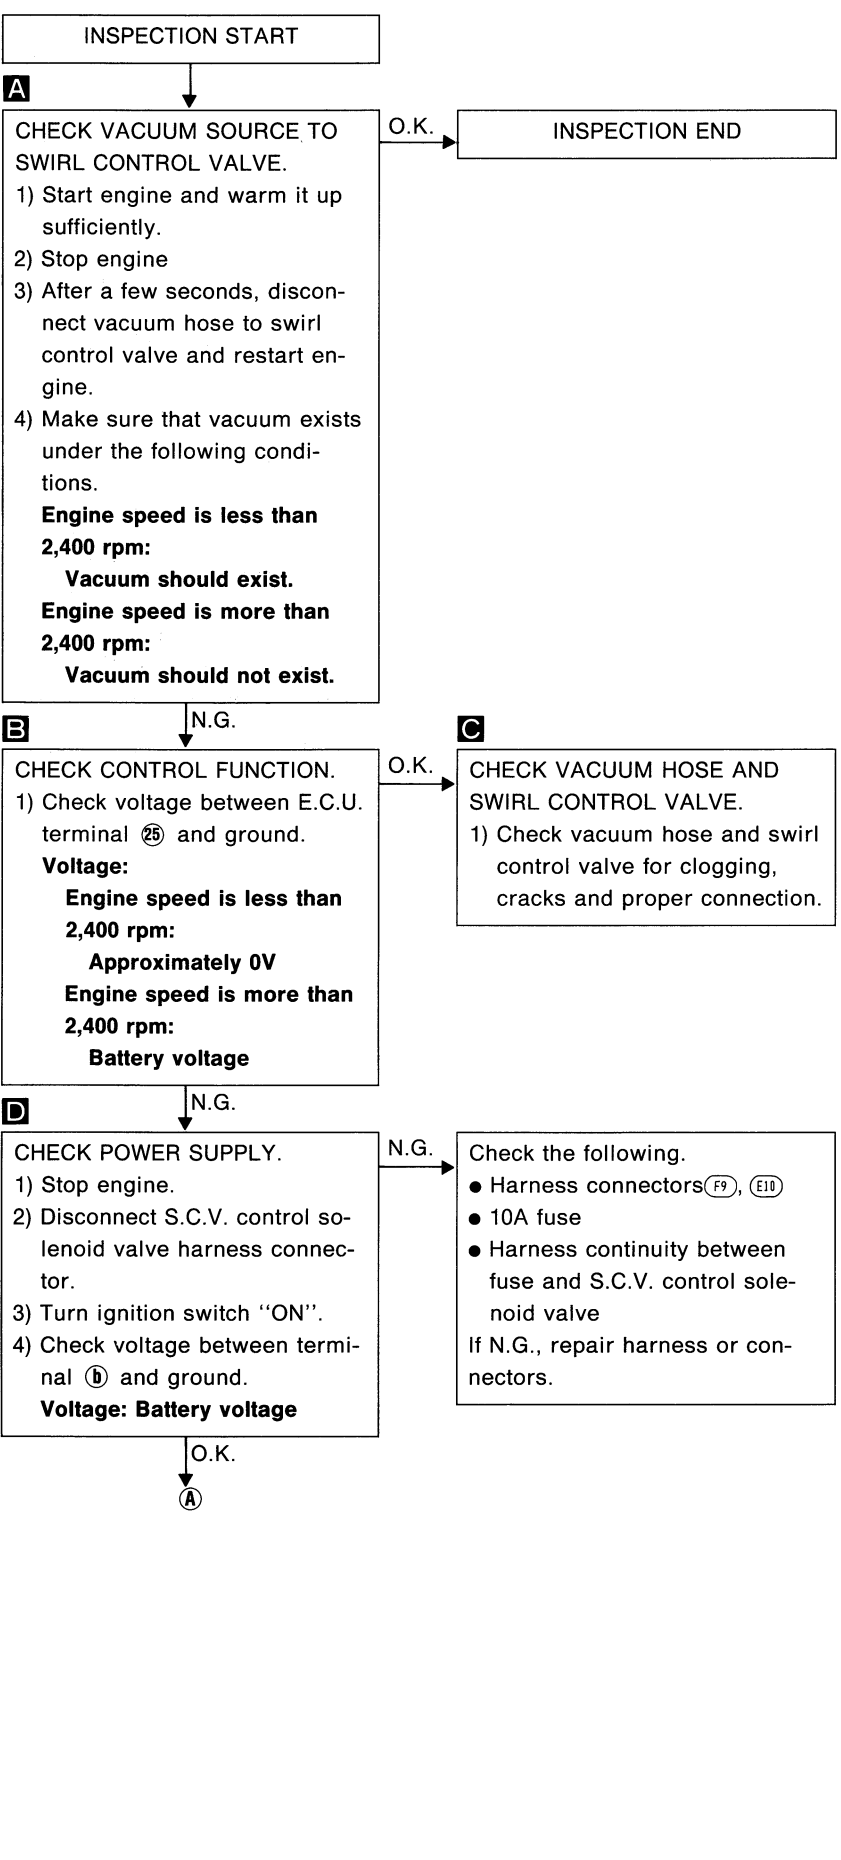 INSPECTION START
A
CHECK VACUUM SOURCE TO
SWIRL CONTROL VALVE.
1) Start engine and warm it up
sufficiently.
2) Stop engine
3) After a few seconds, discon-
nect vacuum hose to swirl
control valve and restart en-
gine.
4) Make sure that vacuum exists
under the following condi-
tions.
Engine speed is less than
2,400 rpm:
Vacuum should exist.
Engine speed is more than
2,400 rpm:
Vacuum should not exist.
O.K.
INSPECTION END
N.G.
B
CHECK CONTROL FUNCTION.
1) Check voltage between E.C.U.
terminal ㉕ and ground.
Voltage:
Engine speed is less than
2,400 rpm:
Approximately 0V
Engine speed is more than
2,400 rpm:
Battery voltage
O.K.
C
CHECK VACUUM HOSE AND
SWIRL CONTROL VALVE.
1) Check vacuum hose and swirl
control valve for clogging,
cracks and proper connection.
N.G.
D
CHECK POWER SUPPLY.
1) Stop engine.
2) Disconnect S.C.V. control so-
lenoid valve harness connec-
tor.
3) Turn ignition switch "ON".
4) Check voltage between termi-
nal ⓑ and ground.
Voltage: Battery voltage
N.G.
Check the following.
● Harness connectors F9, E10
● 10A fuse
● Harness continuity between
fuse and S.C.V. control sole-
noid valve
If N.G., repair harness or con-
nectors.
O.K.
Ⓐ